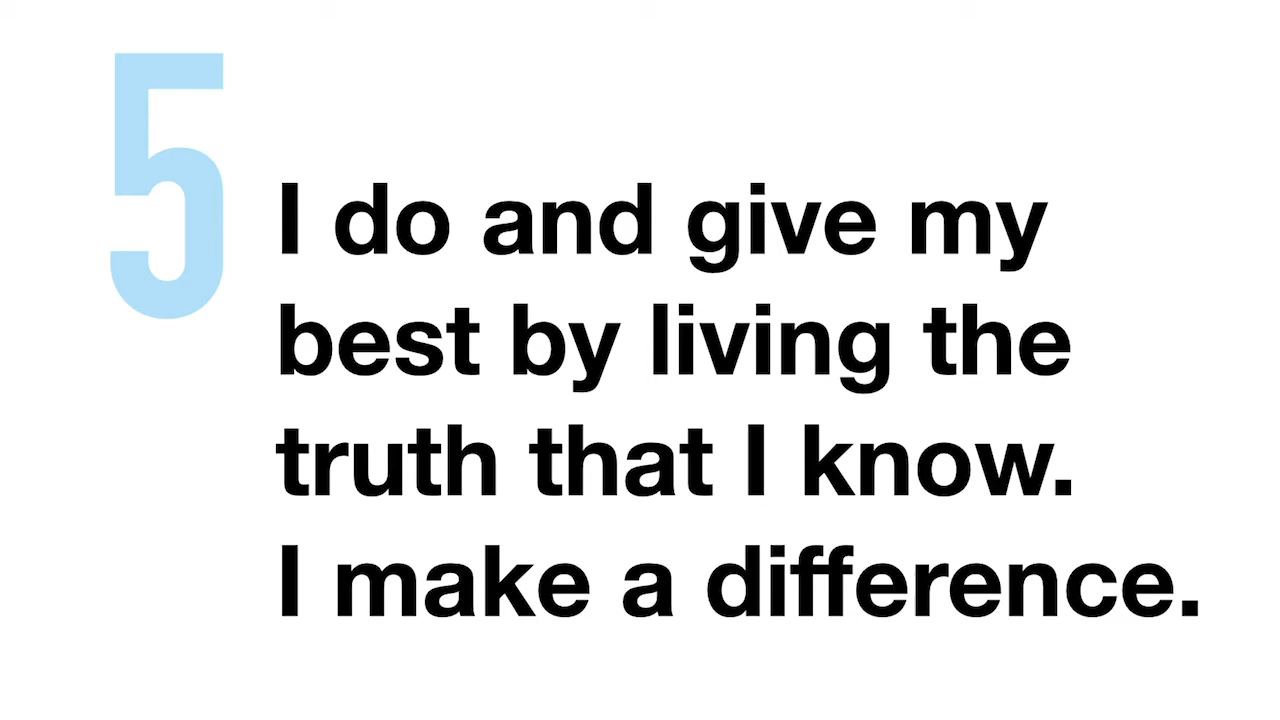 5
I do and give my
best by living the
truth that I know.
I make a difference.